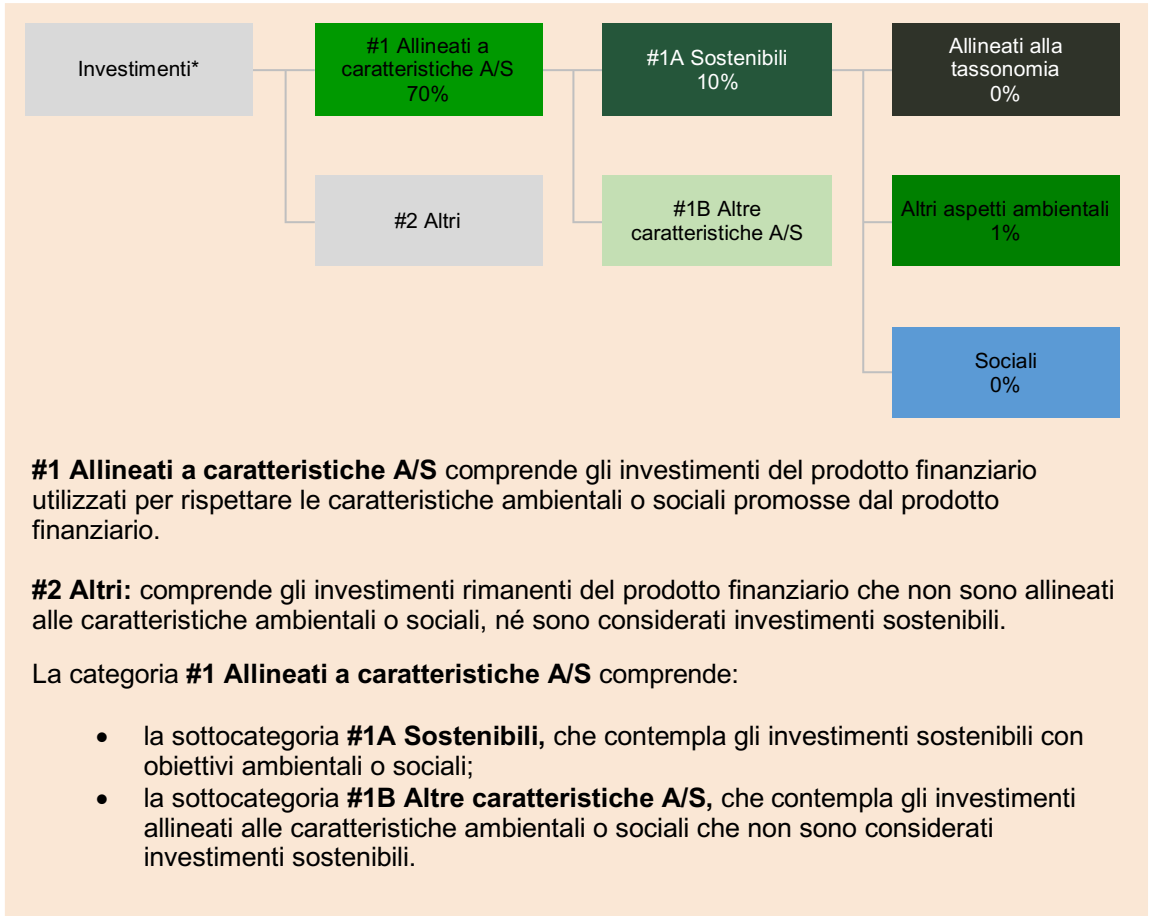 Investimenti*
#1 Allineati a
caratteristiche A/S
70%
#1A Sostenibili
10%
Allineati alla
tassonomia
0%
#2 Altri
#1B Altre
caratteristiche A/S
Altri aspetti ambientali
1%
Sociali
0%
#1 Allineati a caratteristiche A/S comprende gli investimenti del prodotto finanziario
utilizzati per rispettare le caratteristiche ambientali o sociali promosse dal prodotto
finanziario.
#2 Altri: comprende gli investimenti rimanenti del prodotto finanziario che non sono allineati
alle caratteristiche ambientali o sociali, né sono considerati investimenti sostenibili.
La categoria #1 Allineati a caratteristiche A/S comprende:
• la sottocategoria #1A Sostenibili, che contempla gli investimenti sostenibili con
obiettivi ambientali o sociali;
• la sottocategoria #1B Altre caratteristiche A/S, che contempla gli investimenti
allineati alle caratteristiche ambientali o sociali che non sono considerati
investimenti sostenibili.